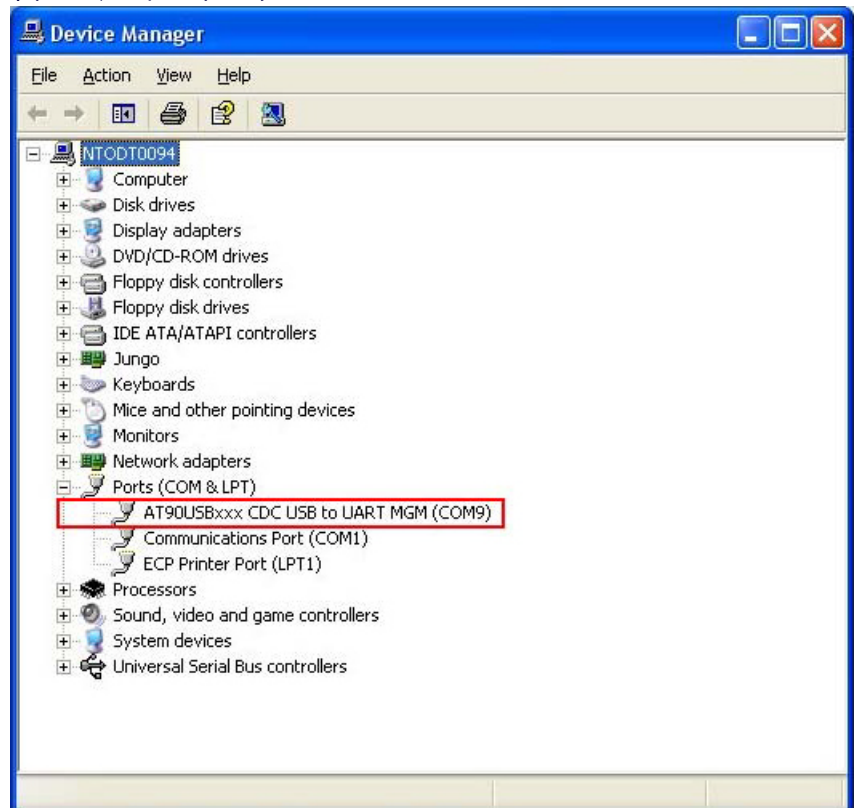 Device Manager
File Action View Help
NTODT0094
Computer
Disk drives
Display adapters
DVD/CD-ROM drives
Floppy disk controllers
Floppy disk drives
IDE ATA/ATAPI controllers
Jungo
Keyboards
Mice and other pointing devices
Monitors
Network adapters
Ports (COM & LPT)
AT90USBxxx CDC USB to UART MGM (COM9)
Communications Port (COM1)
ECP Printer Port (LPT1)
Processors
Sound, video and game controllers
System devices
Universal Serial Bus controllers